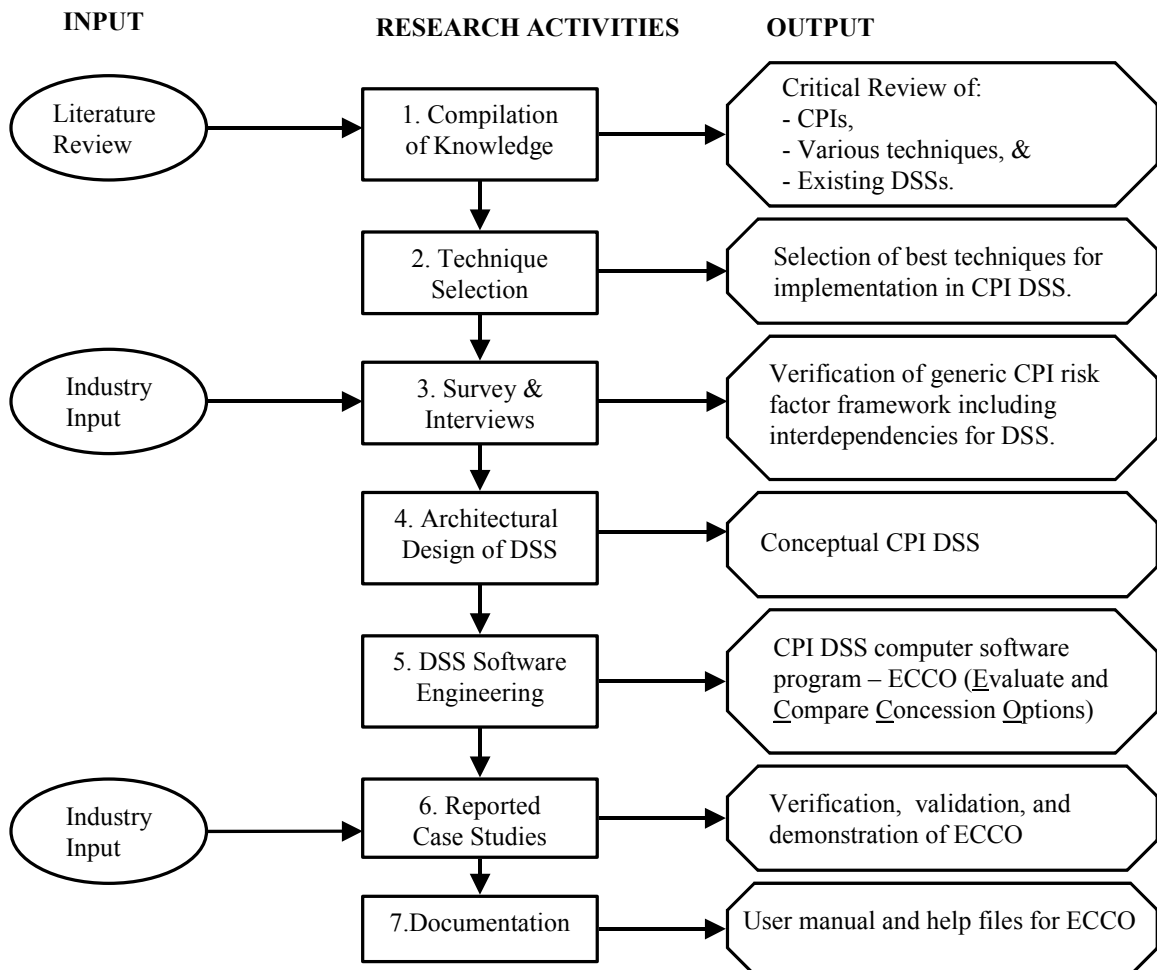 INPUT
RESEARCH ACTIVITIES
OUTPUT
Literature
Review
1. Compilation
of Knowledge
Critical Review of:
- CPIs,
- Various techniques, &
- Existing DSSs.
2. Technique
Selection
Selection of best techniques for
implementation in CPI DSS.
Industry
Input
3. Survey &
Interviews
Verification of generic CPI risk
factor framework including
interdependencies for DSS.
4. Architectural
Design of DSS
Conceptual CPI DSS
5. DSS Software
Engineering
CPI DSS computer software
program – ECCO (Evaluate and
Compare Concession Options)
Industry
Input
6. Reported
Case Studies
Verification, validation, and
demonstration of ECCO
7.Documentation
User manual and help files for ECCO